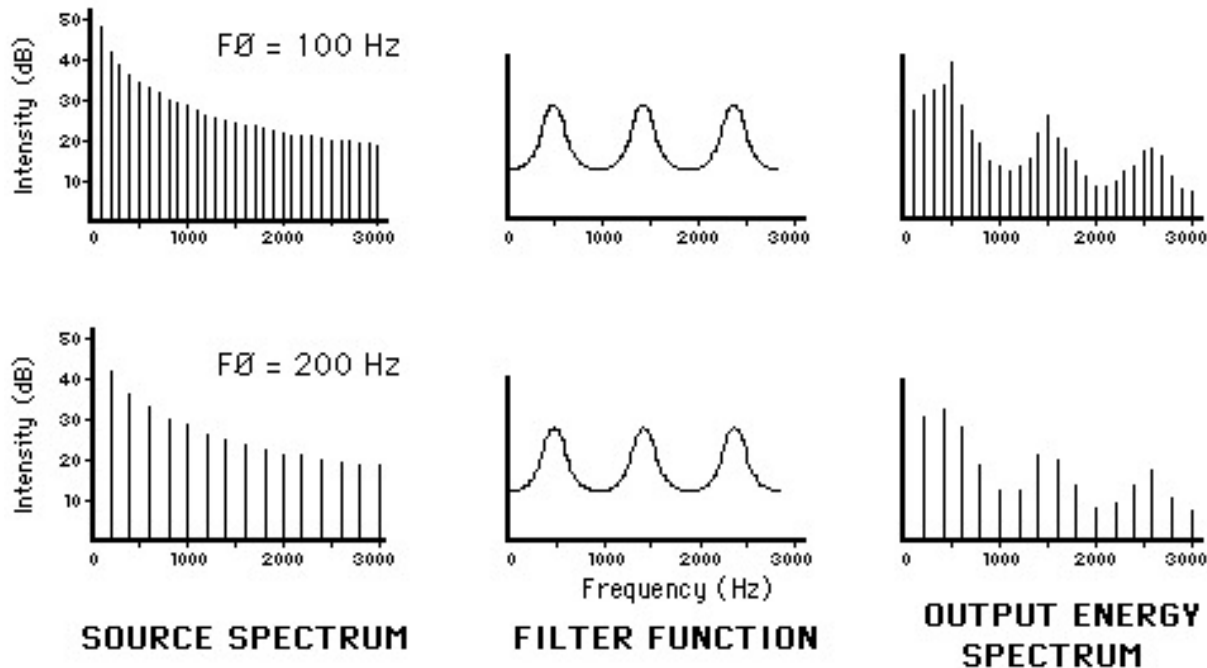 50
40
30
20
10
Intensity (dB)
FØ = 100 Hz
0 1000 2000 3000
0 1000 2000 3000
0 1000 2000 3000
50
40
30
20
10
Intensity (dB)
FØ = 200 Hz
0 1000 2000 3000
0 1000 2000 3000
0 1000 2000 3000
Frequency (Hz)
SOURCE SPECTRUM
FILTER FUNCTION
OUTPUT ENERGY
SPECTRUM